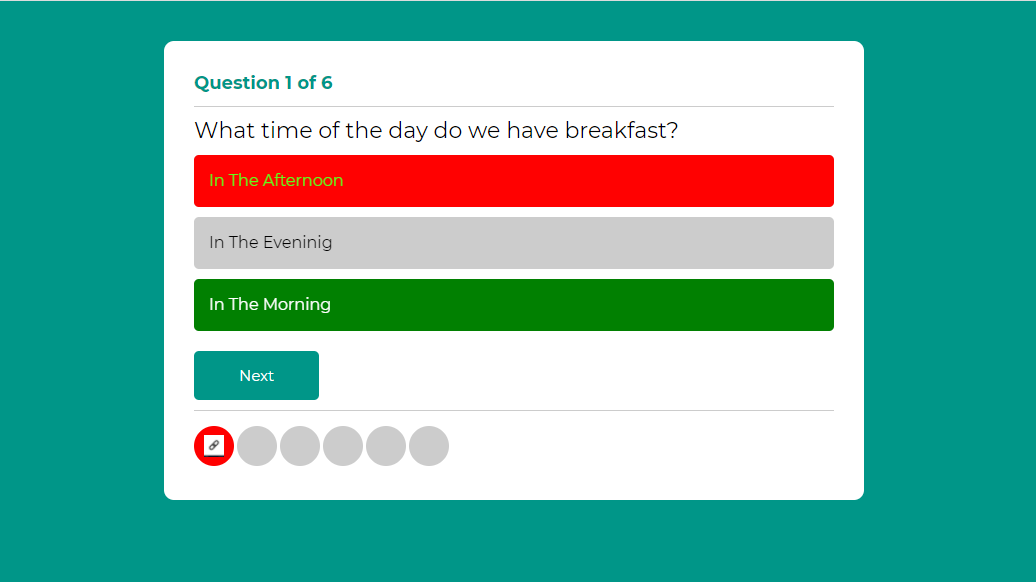 Question 1 of 6
What time of the day do we have breakfast?
In The Afternoon
In The Eveninig
In The Morning
Next